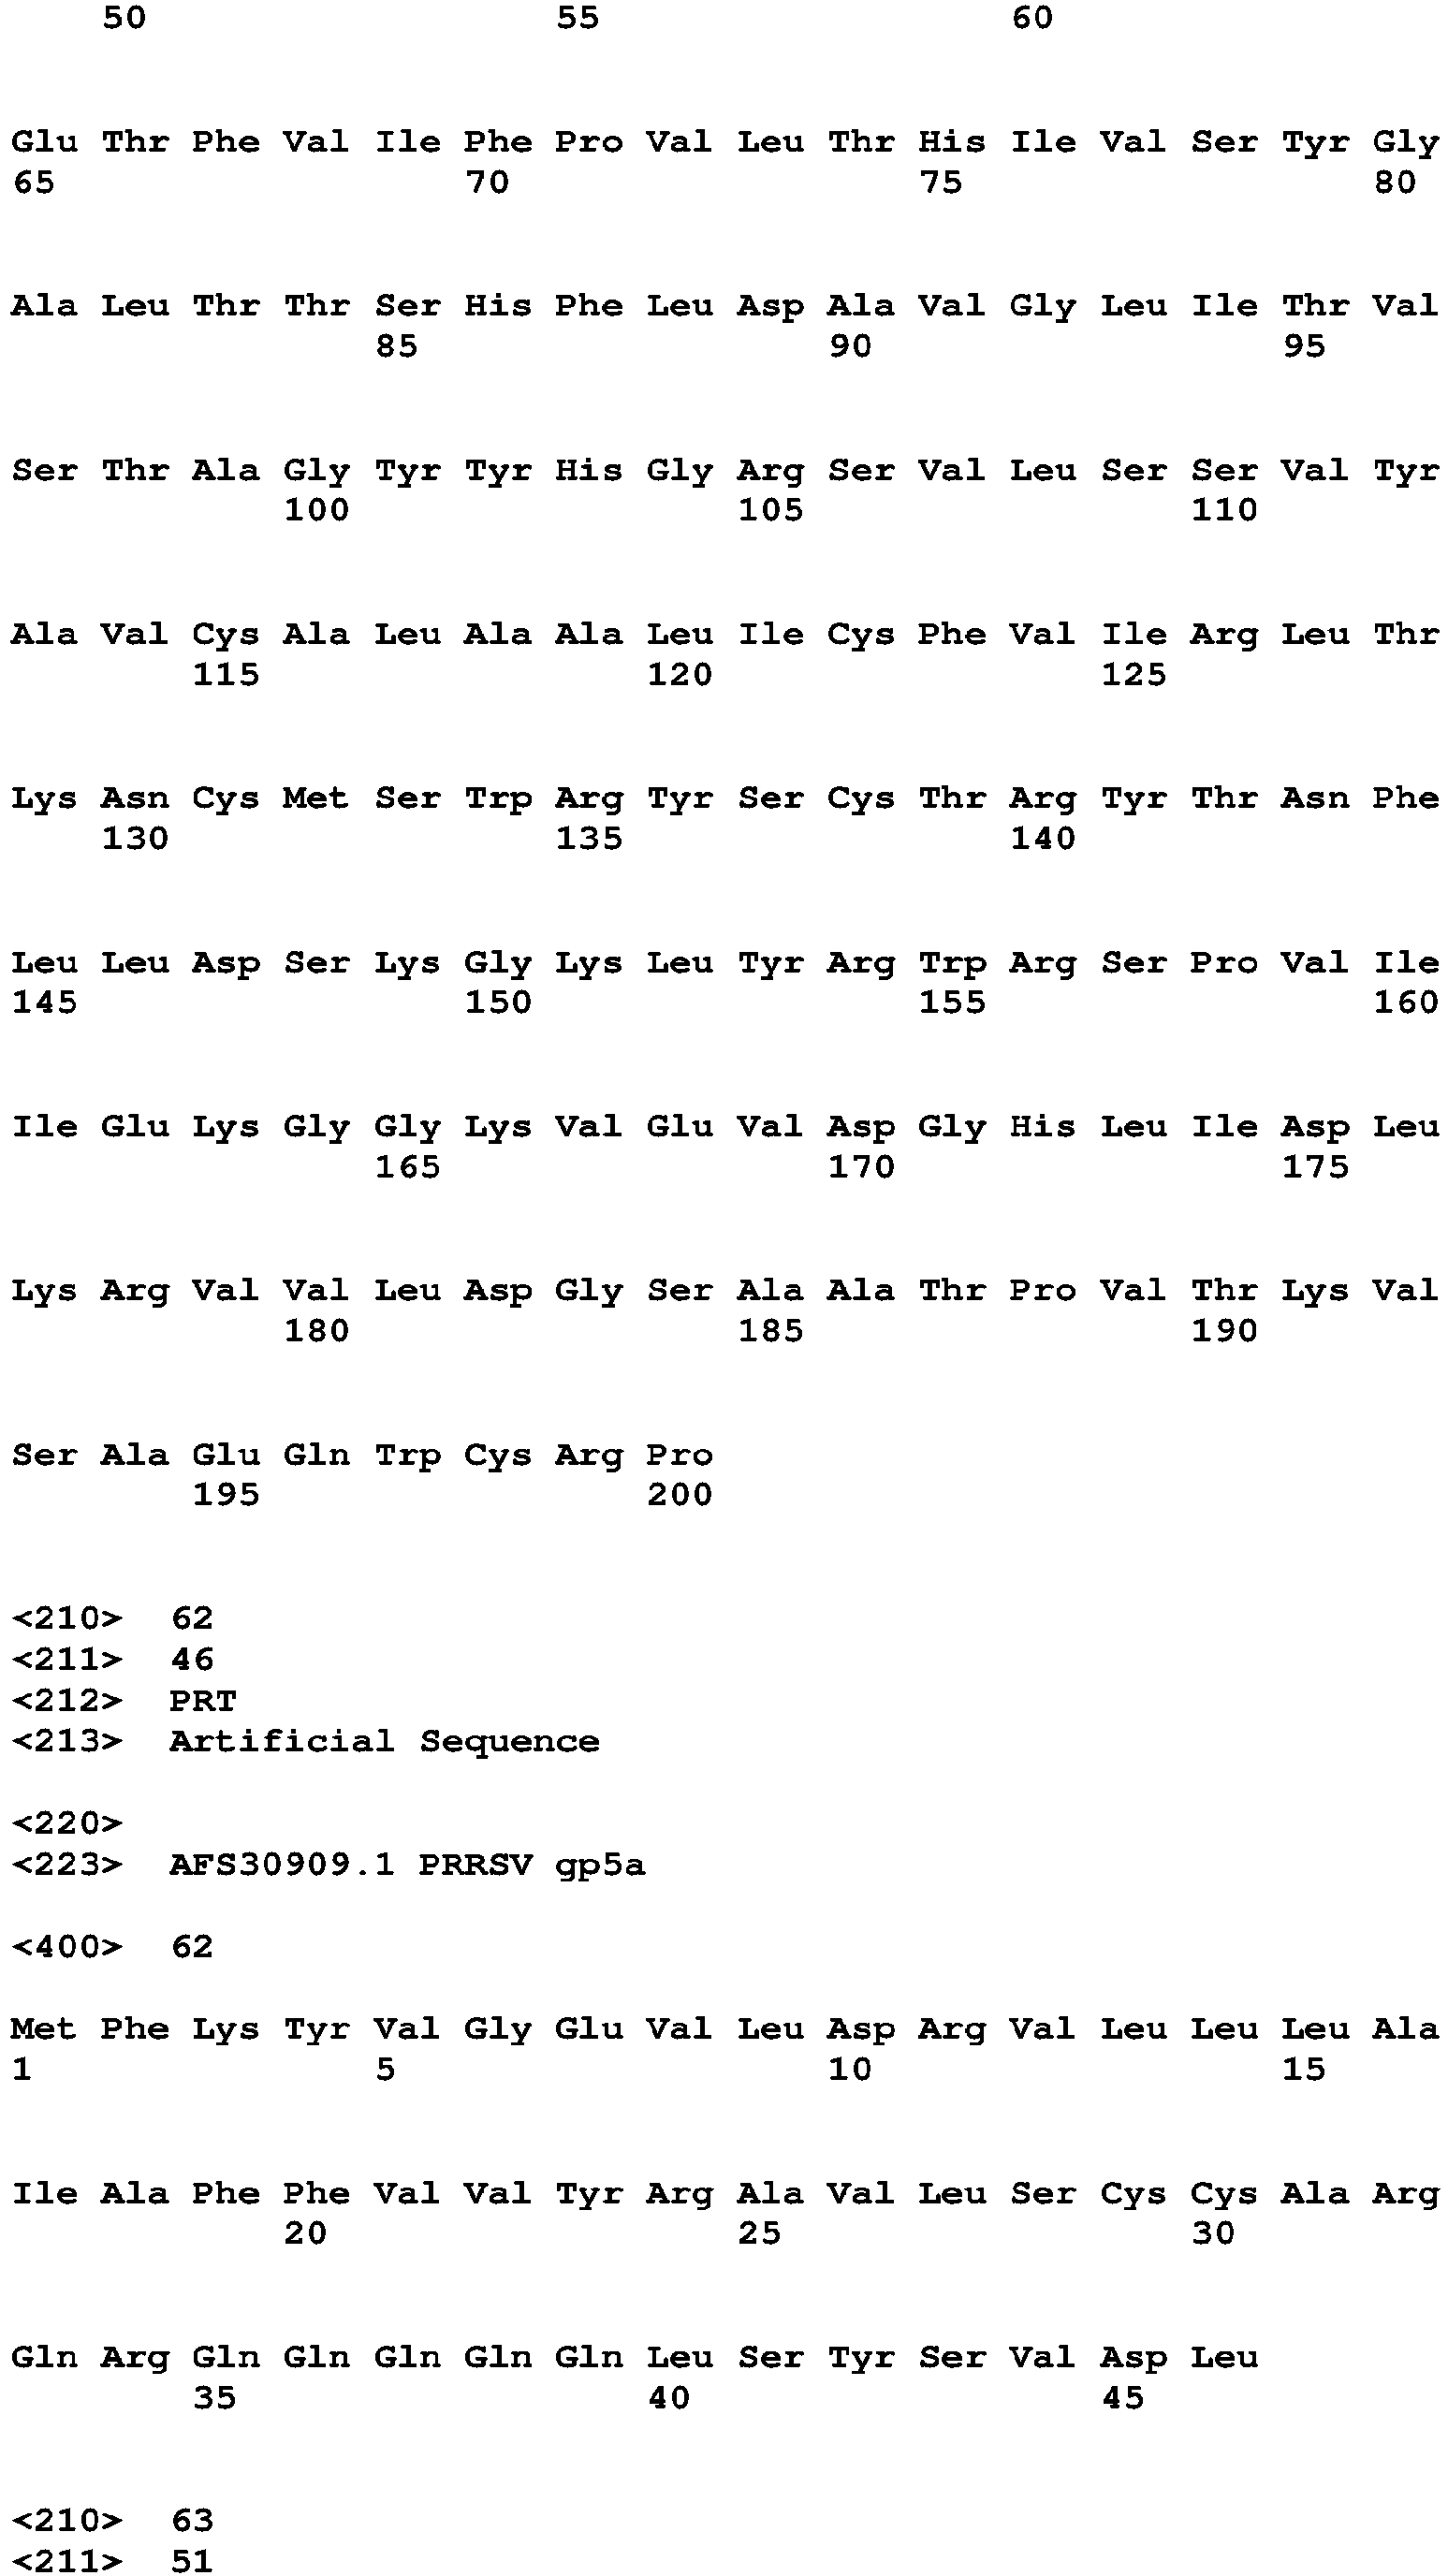 50 55 60
Glu Thr Phe Val Ile Phe Pro Val Leu Thr His Ile Val Ser Tyr Gly
65 70 75 80
Ala Leu Thr Thr Ser His Phe Leu Asp Ala Val Gly Leu Ile Thr Val
85 90 95
Ser Thr Ala Gly Tyr Tyr His Gly Arg Ser Val Leu Ser Ser Val Tyr
100 105 110
Ala Val Cys Ala Leu Ala Ala Leu Ile Cys Phe Val Ile Arg Leu Thr
115 120 125
Lys Asn Cys Met Ser Trp Arg Tyr Ser Cys Thr Arg Tyr Thr Asn Phe
130 135 140
Leu Leu Asp Ser Lys Gly Lys Leu Tyr Arg Trp Arg Ser Pro Val Ile
145 150 155 160
Ile Glu Lys Gly Gly Lys Val Glu Val Asp Gly His Leu Ile Asp Leu
165 170 175
Lys Arg Val Val Leu Asp Gly Ser Ala Ala Thr Pro Val Thr Lys Val
180 185 190
Ser Ala Glu Gln Trp Cys Arg Pro
195 200
<210> 62
<211> 46
<212> PRT
<213> Artificial Sequence
<220>
<223> AFS30909.1 PRRSV gp5a
<400> 62
Met Phe Lys Tyr Val Gly Glu Val Leu Asp Arg Val Leu Leu Leu Ala
1 5 10 15
Ile Ala Phe Phe Val Val Tyr Arg Ala Val Leu Ser Cys Cys Ala Arg
20 25 30
Gln Arg Gln Gln Gln Gln Gln Leu Ser Tyr Ser Val Asp Leu
35 40 45
<210> 63
<211> 51